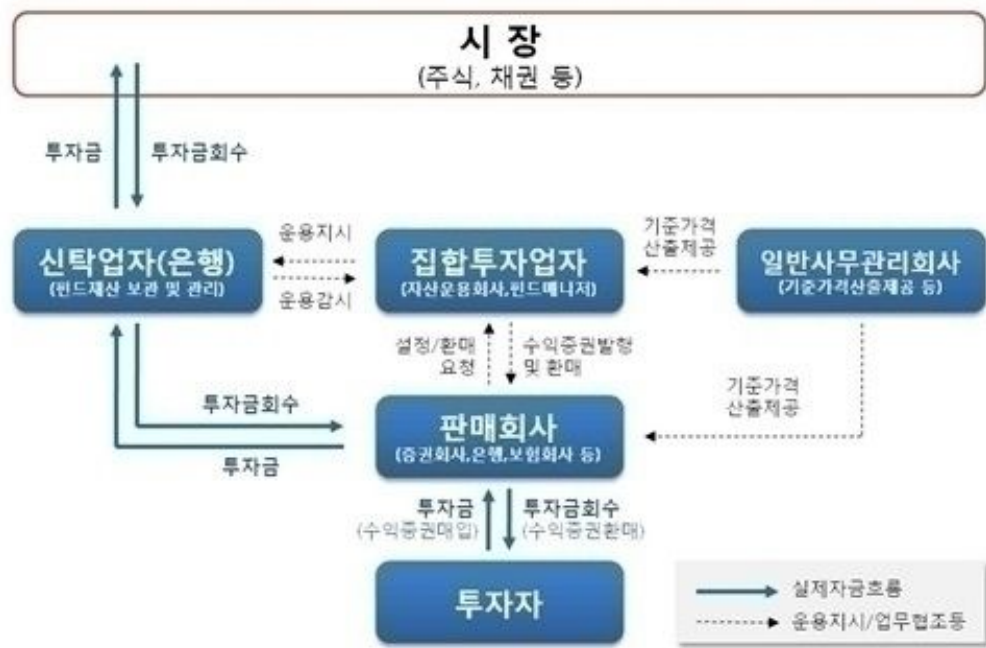 시 장
(주식, 채권 등)
투자금
투자금회수
신탁업자(은행)
(펀드재산 보관 및 관리)
운용지시
운용감시
집합투자업자
(자산운용회사,펀드매니저)
기준가격
산출제공
일반사무관리회사
(기준가격산출제공 등)
설정/환매
요청
수익증권발행
및 환매
기준가격
산출제공
투자금회수
투자금
판매회사
(증권회사,은행,보험회사 등)
투자금
(수익증권매입)
투자금회수
(수익증권환매)
투자자
실제자금흐름
운용지시/업무협조등